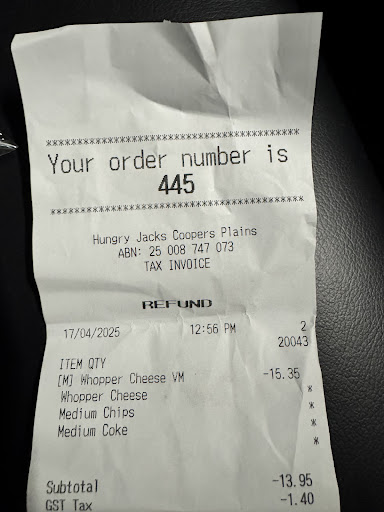 ****************************************
Your order number is
445
****************************************
Hungry Jacks Coopers Plains
ABN: 25 008 747 073
TAX INVOICE
REFUND
17/04/2025 12:56 PM 2
20043
ITEM QTY
[M] Whopper Cheese VM -15.35
Whopper Cheese *
Medium Chips *
Medium Coke *
*
Subtotal -13.95
GST Tax -1.40